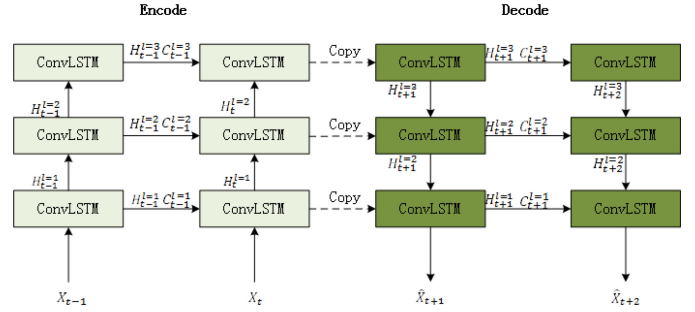 Encode Decode
H_{t-1}^{l=3} C_{t-1}^{l=3} Copy H_{t+1}^{l=3} C_{t+1}^{l=3}
ConvLSTM ConvLSTM ConvLSTM ConvLSTM
H_{t-1}^{l=2} H_t^{l=2} H_{t+1}^{l=3} H_{t+2}^{l=3}
H_{t-1}^{l=2} C_{t-1}^{l=2} Copy H_{t+1}^{l=2} C_{t+1}^{l=2}
ConvLSTM ConvLSTM ConvLSTM ConvLSTM
H_{t-1}^{l=1} H_t^{l=1} H_{t+1}^{l=2} H_{t+2}^{l=2}
H_{t-1}^{l=1} C_{t-1}^{l=1} Copy H_{t+1}^{l=1} C_{t+1}^{l=1}
ConvLSTM ConvLSTM ConvLSTM ConvLSTM
X_{t-1} X_t X̂_{t+1} X̂_{t+2}